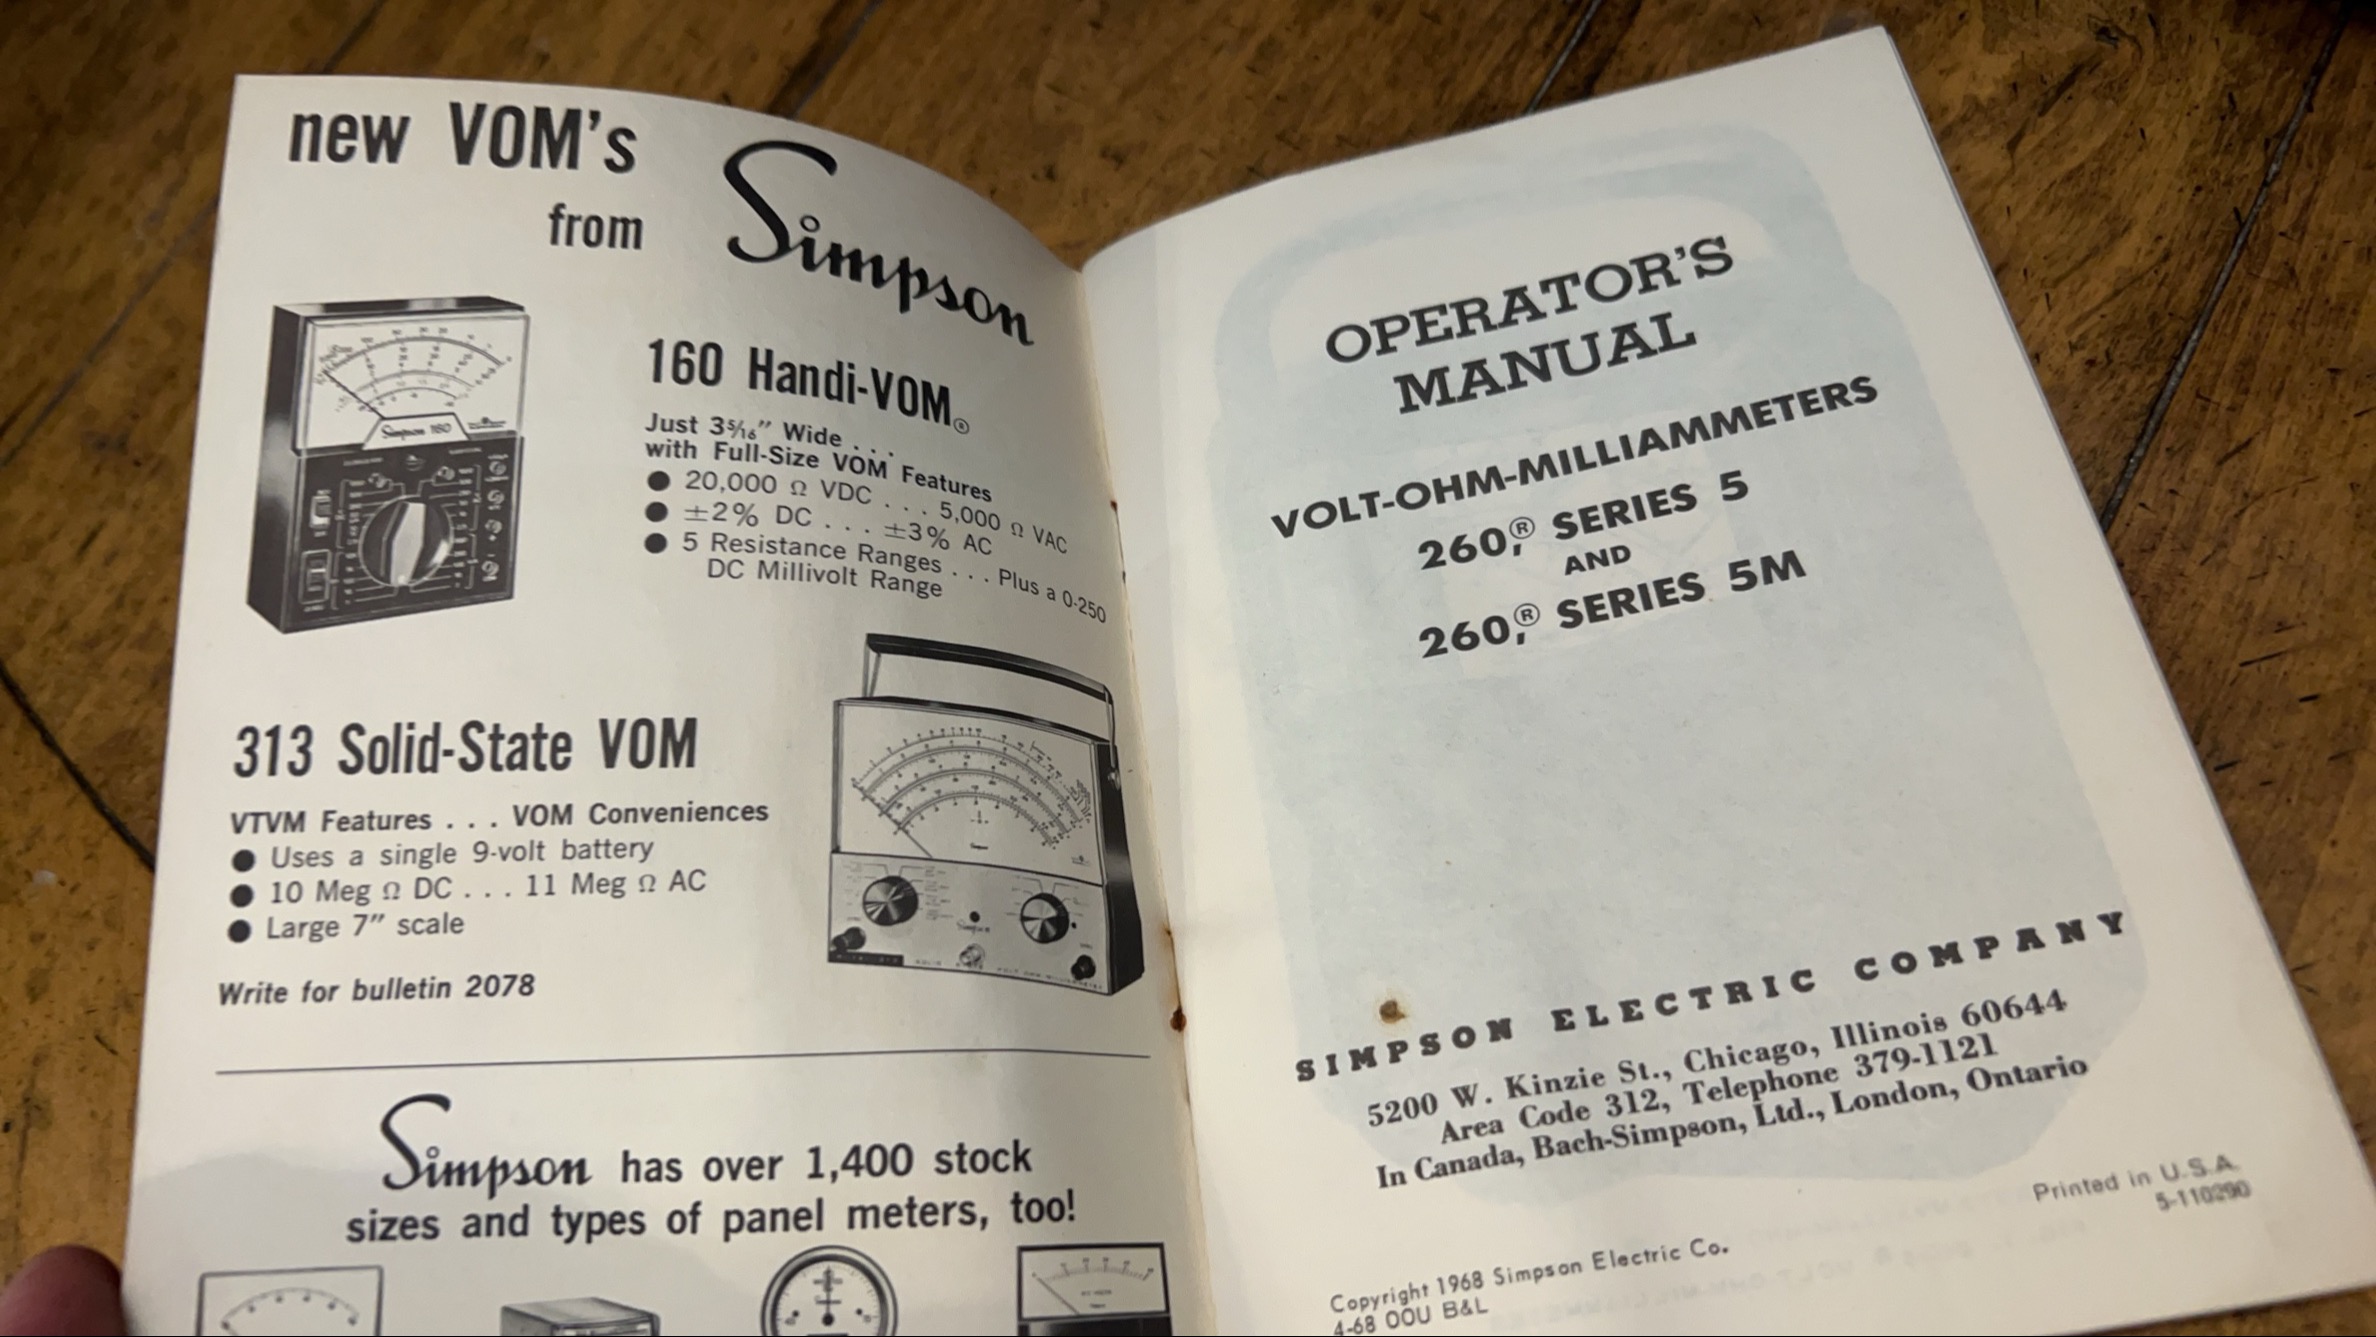 new VOM's
from Simpson
160 Handi-VOM®
Just 3⁵⁄₁₆" Wide . . .
with Full-Size VOM Features
● 20,000 Ω VDC . . . 5,000 Ω VAC
● ±2% DC . . . ±3% AC
● 5 Resistance Ranges . . . Plus a 0-250
DC Millivolt Range
Simpson 160
313 Solid-State VOM
VTVM Features . . . VOM Conveniences
● Uses a single 9-volt battery
● 10 Meg Ω DC . . . 11 Meg Ω AC
● Large 7" scale
Write for bulletin 2078
Simpson has over 1,400 stock
sizes and types of panel meters, too!
OPERATOR'S
MANUAL
VOLT-OHM-MILLIAMMETERS
260,® SERIES 5
AND
260,® SERIES 5M
SIMPSON ELECTRIC COMPANY
5200 W. Kinzie St., Chicago, Illinois 60644
Area Code 312, Telephone 379-1121
In Canada, Bach-Simpson, Ltd., London, Ontario
Printed in U.S.A.
5-110290
Copyright 1968 Simpson Electric Co.
4-68 OOU B&L